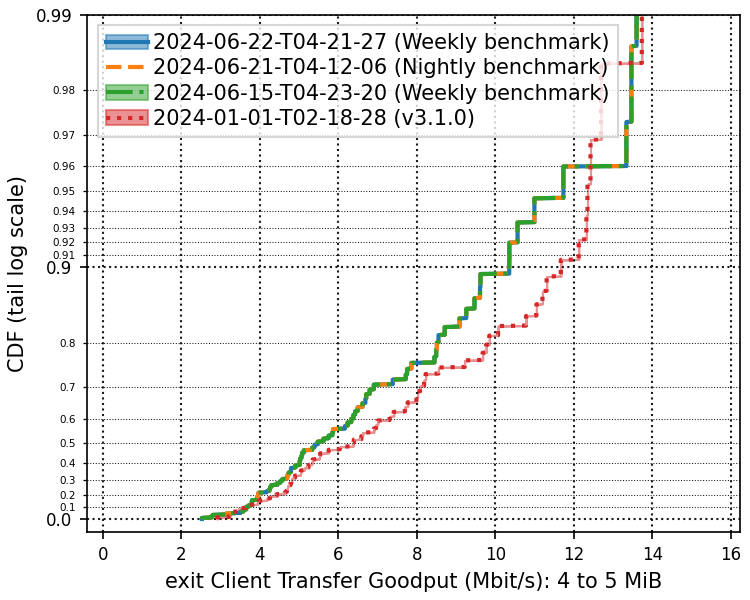 0.99
0.98
0.97
0.96
0.95
0.94
0.93
0.92
0.91
0.9
0.8
0.7
0.6
0.5
0.4
0.3
0.2
0.1
0.0
CDF (tail log scale)
2024-06-22-T04-21-27 (Weekly benchmark)
2024-06-21-T04-12-06 (Nightly benchmark)
2024-06-15-T04-23-20 (Weekly benchmark)
2024-01-01-T02-18-28 (v3.1.0)
0 2 4 6 8 10 12 14 16
exit Client Transfer Goodput (Mbit/s): 4 to 5 MiB